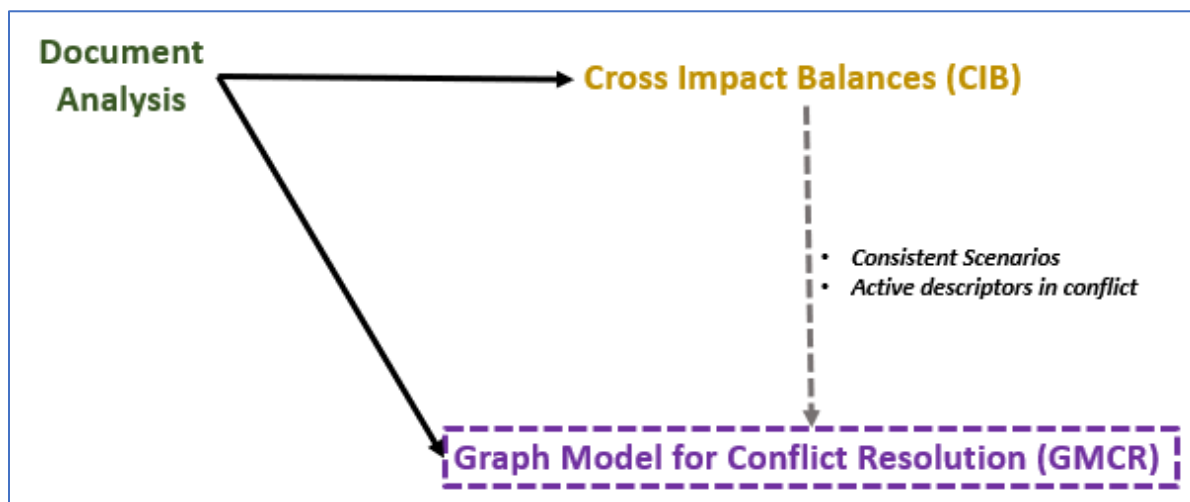 Document
Analysis
Cross Impact Balances (CIB)
• Consistent Scenarios
• Active descriptors in conflict
Graph Model for Conflict Resolution (GMCR)